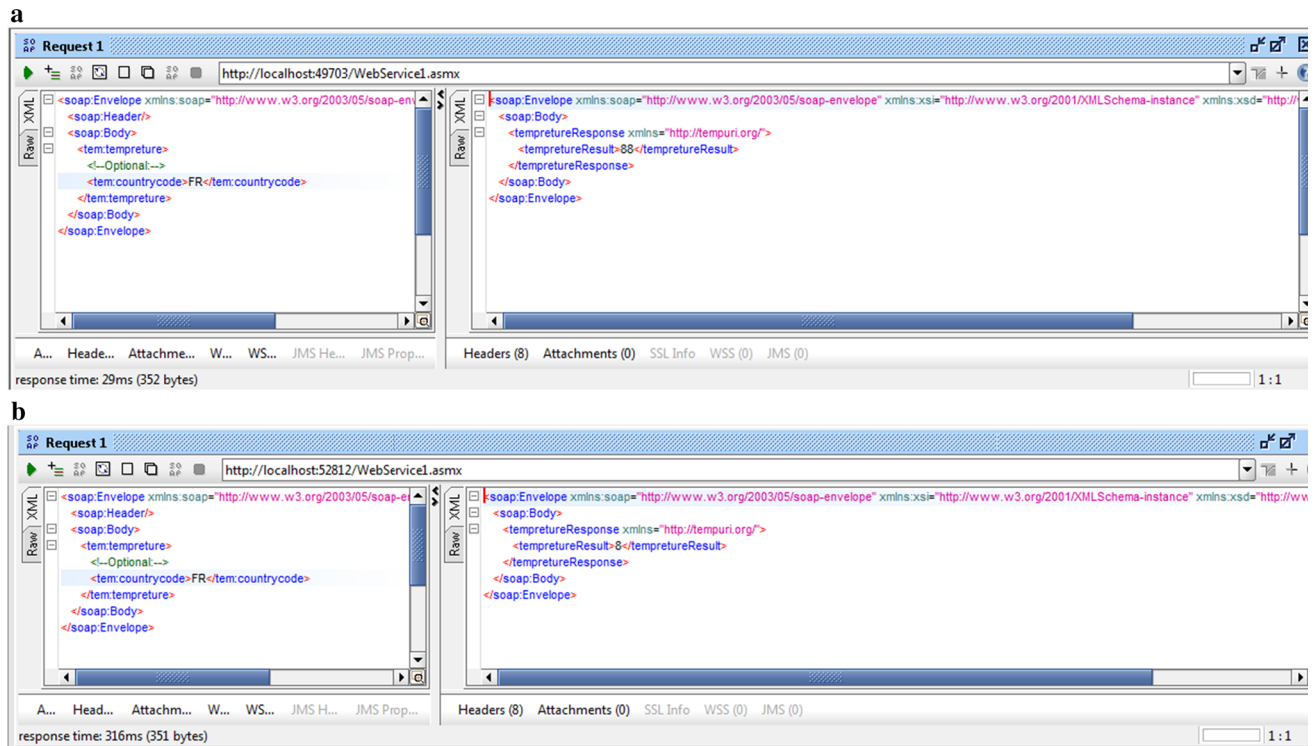 a
Request 1
http://localhost:49703/WebService1.asmx
XML
Raw
<soap:Envelope xmlns:soap="http://www.w3.org/2003/05/soap-en
<soap:Header/>
<soap:Body>
<tem:tempreture>
<!--Optional:-->
<tem:countrycode>FR</tem:countrycode>
</tem:tempreture>
</soap:Body>
</soap:Envelope>
XML
Raw
<soap:Envelope xmlns:soap="http://www.w3.org/2003/05/soap-envelope" xmlns:xsi="http://www.w3.org/2001/XMLSchema-instance" xmlns:xsd="http://
<soap:Body>
<tempretureResponse xmlns="http://tempuri.org/">
<tempretureResult>88</tempretureResult>
</tempretureResponse>
</soap:Body>
</soap:Envelope>
A... Heade... Attachme... W... WS... JMS He... JMS Prop...
Headers (8) Attachments (0) SSL Info WSS (0) JMS (0)
response time: 29ms (352 bytes)
1:1
b
Request 1
http://localhost:52812/WebService1.asmx
XML
Raw
<soap:Envelope xmlns:soap="http://www.w3.org/2003/05/soap-e
<soap:Header/>
<soap:Body>
<tem:tempreture>
<!--Optional:-->
<tem:countrycode>FR</tem:countrycode>
</tem:tempreture>
</soap:Body>
</soap:Envelope>
XML
Raw
<soap:Envelope xmlns:soap="http://www.w3.org/2003/05/soap-envelope" xmlns:xsi="http://www.w3.org/2001/XMLSchema-instance" xmlns:xsd="http://ww
<soap:Body>
<tempretureResponse xmlns="http://tempuri.org/">
<tempretureResult>8</tempretureResult>
</tempretureResponse>
</soap:Body>
</soap:Envelope>
A... Head... Attachm... W... WS... JMS H... JMS Prop...
Headers (8) Attachments (0) SSL Info WSS (0) JMS (0)
response time: 316ms (351 bytes)
1:1